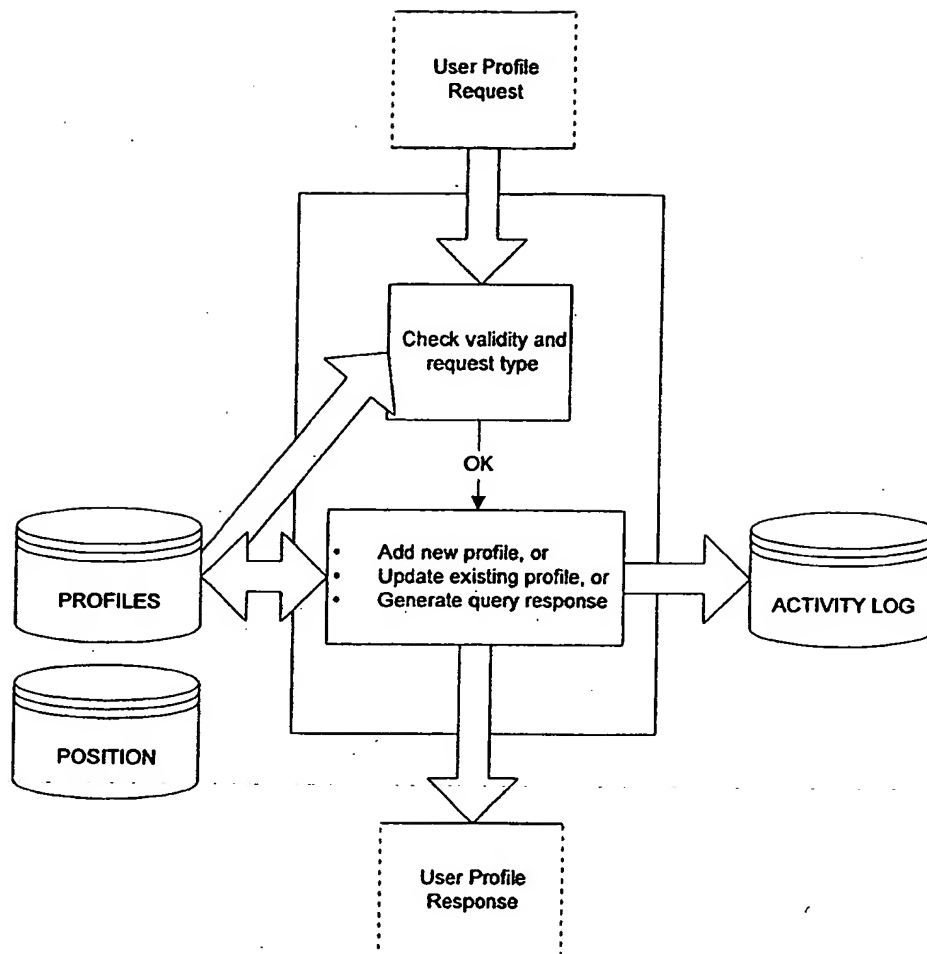 User Profile
Request
Check validity and
request type
OK
PROFILES
• Add new profile, or
• Update existing profile, or
• Generate query response
ACTIVITY LOG
POSITION
User Profile
Response